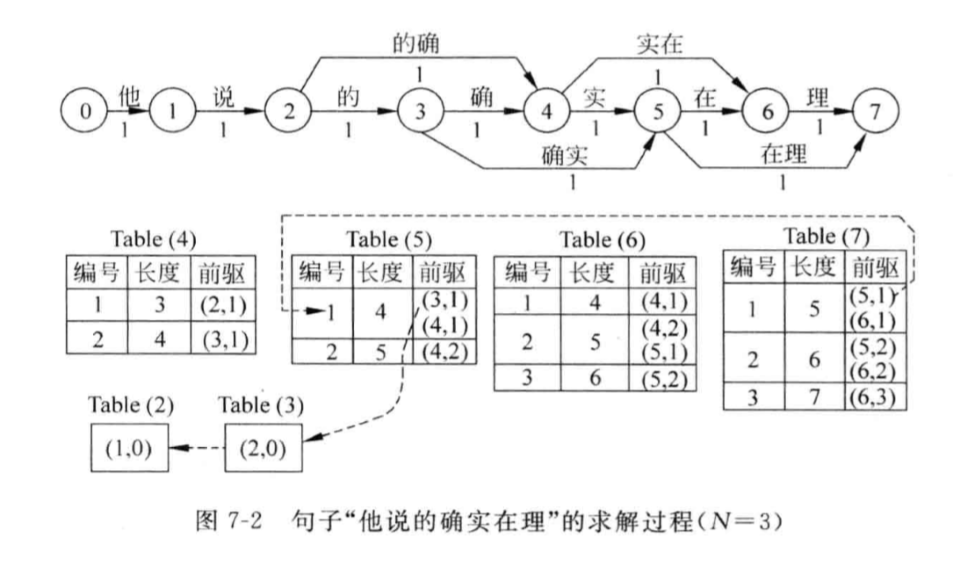 的确
实在
1
1
0
他
1
说
2
的
3
确
4
实
5
在
6
理
7
1
1
1
1
1
1
1
确实
在理
1
1
Table (4)
编号 长度 前驱
1 3 (2,1)
2 4 (3,1)
Table (5)
编号 长度 前驱
1 4 (3,1)
(4,1)
2 5 (4,2)
Table (6)
编号 长度 前驱
1 4 (4,1)
2 5 (4,2)
(5,1)
3 6 (5,2)
Table (7)
编号 长度 前驱
1 5 (5,1)
(6,1)
2 6 (5,2)
(6,2)
3 7 (6,3)
Table (2)
(1,0)
Table (3)
(2,0)
图 7-2 句子“他说的确实在理”的求解过程(N=3)